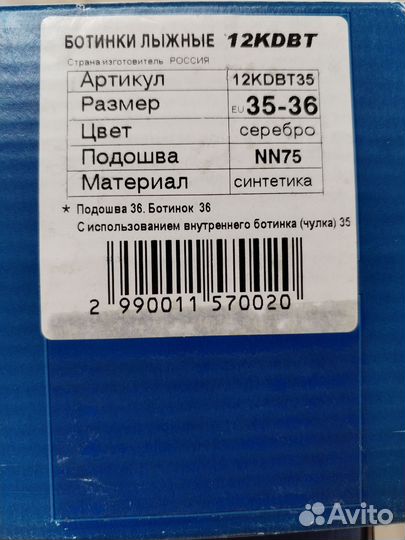 БОТИНКИ ЛЫЖНЫЕ 12KDBT
Страна изготовитель РОССИЯ
Артикул 12KDBT35
Размер EU 35-36
Цвет серебро
Подошва NN75
Материал синтетика
* Подошва 36. Ботинок 36
С использованием внутреннего ботинка (чулка) 35
2 990011 570020
Avito